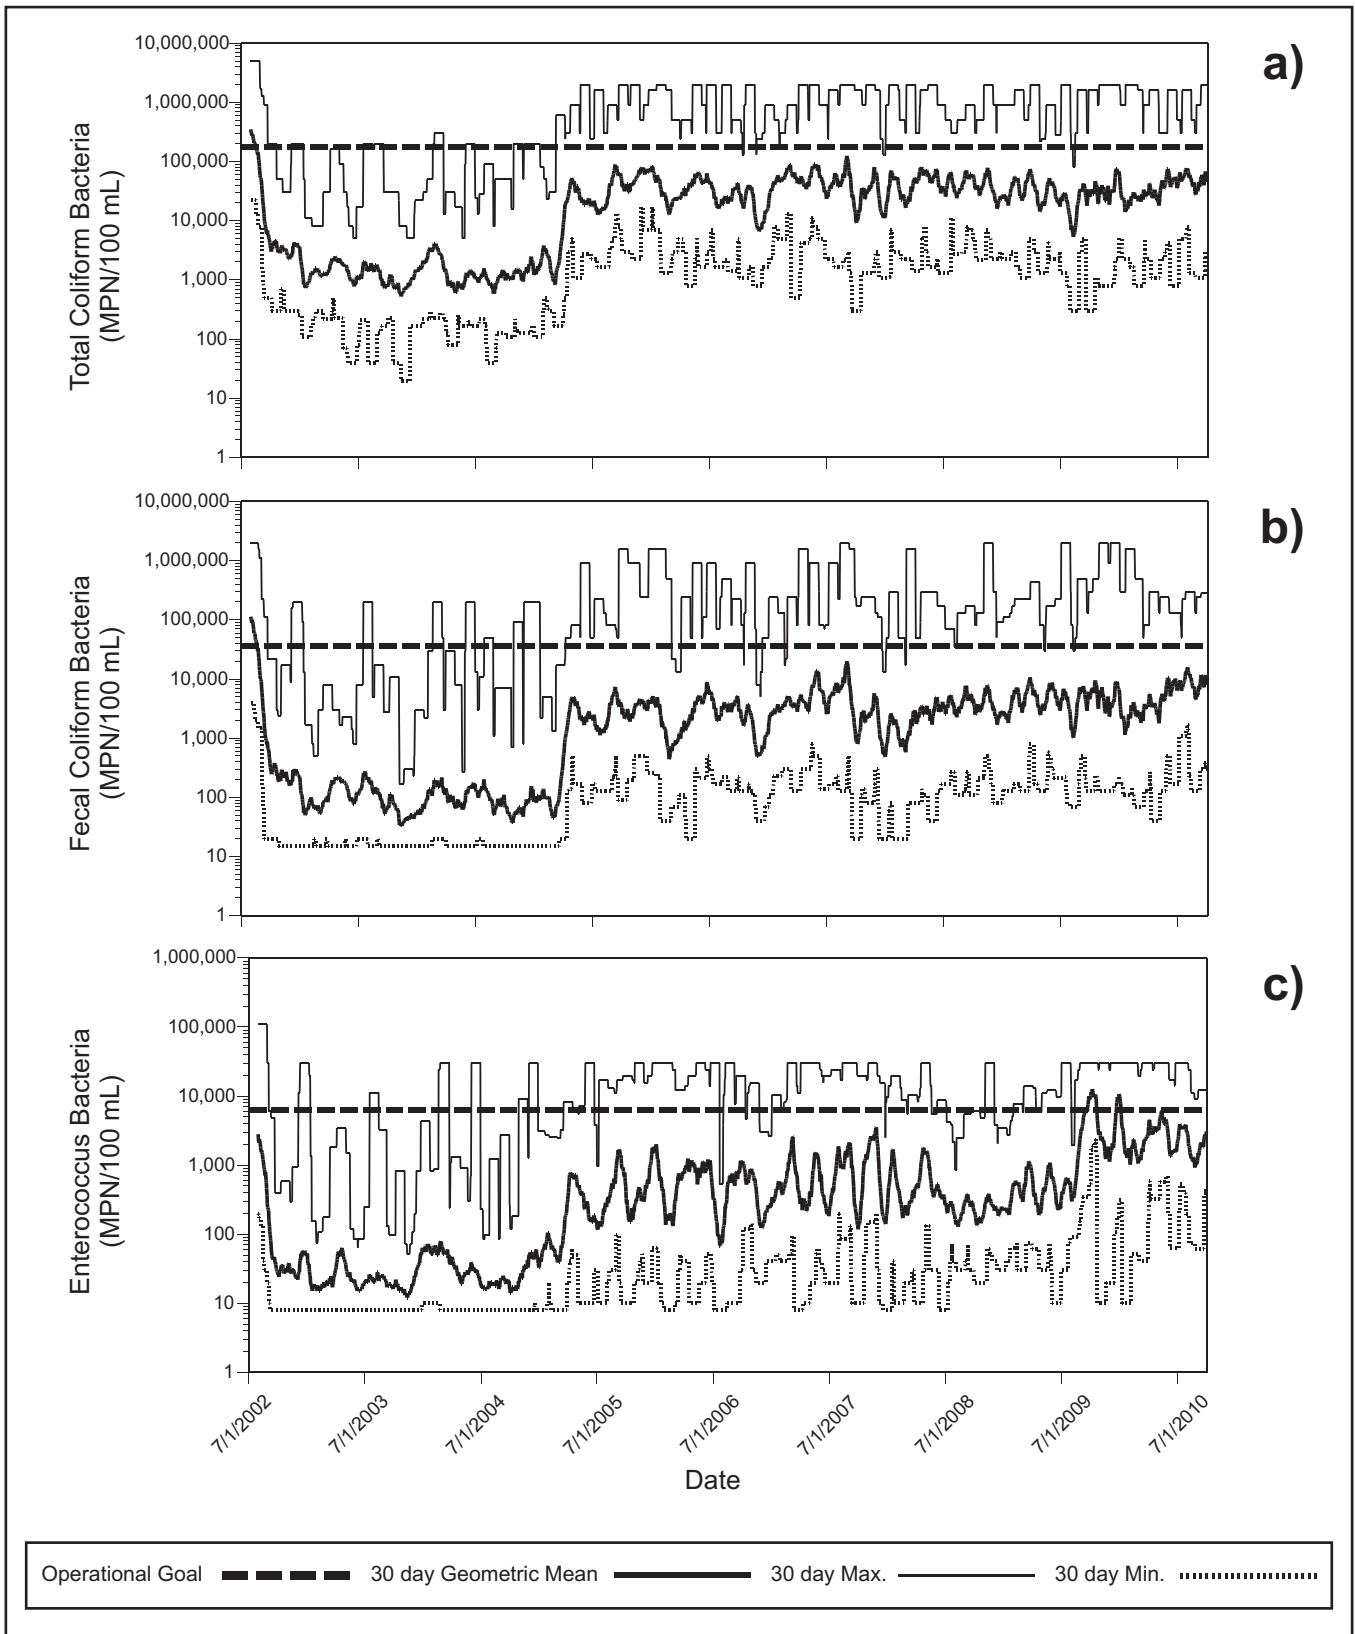 a)
Total Coliform Bacteria
(MPN/100 mL)
10,000,000
1,000,000
100,000
10,000
1,000
100
10
1
b)
Fecal Coliform Bacteria
(MPN/100 mL)
10,000,000
1,000,000
100,000
10,000
1,000
100
10
1
c)
Enterococcus Bacteria
(MPN/100 mL)
1,000,000
100,000
10,000
1,000
100
10
1
7/1/2002
7/1/2003
7/1/2004
7/1/2005
7/1/2006
7/1/2007
7/1/2008
7/1/2009
7/1/2010
Date
Operational Goal 30 day Geometric Mean 30 day Max. 30 day Min.